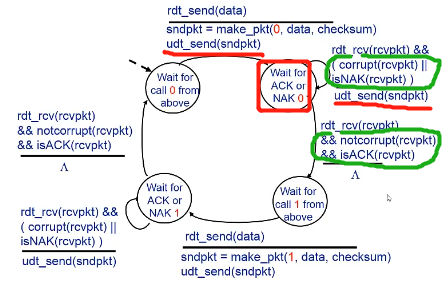 rdt_send(data)
sndpkt = make_pkt(0, data, checksum)
udt_send(sndpkt)
rdt_rcv(rcvpkt) &&
( corrupt(rcvpkt) ||
isNAK(rcvpkt) )
udt_send(sndpkt)
Wait for
call 0 from
above
Wait for
ACK or
NAK 0
rdt_rcv(rcvpkt)
&& notcorrupt(rcvpkt)
&& isACK(rcvpkt)
Λ
rdt_rcv(rcvpkt)
&& notcorrupt(rcvpkt)
&& isACK(rcvpkt)
Λ
Wait for
ACK or
NAK 1
Wait for
call 1 from
above
rdt_rcv(rcvpkt) &&
( corrupt(rcvpkt) ||
isNAK(rcvpkt) )
udt_send(sndpkt)
rdt_send(data)
sndpkt = make_pkt(1, data, checksum)
udt_send(sndpkt)